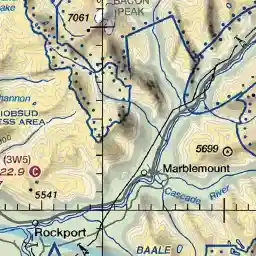 BACON
PEAK
7061
5699
(3W5)
22.9 C
5541
Marblemount
Cascade River
Rockport
BAALE